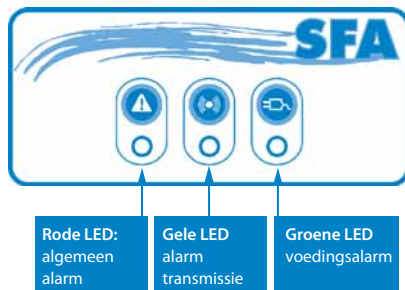 SFA
Rode LED:
algemeen
alarm
Gele LED
alarm
transmissie
Groene LED
voedingsalarm